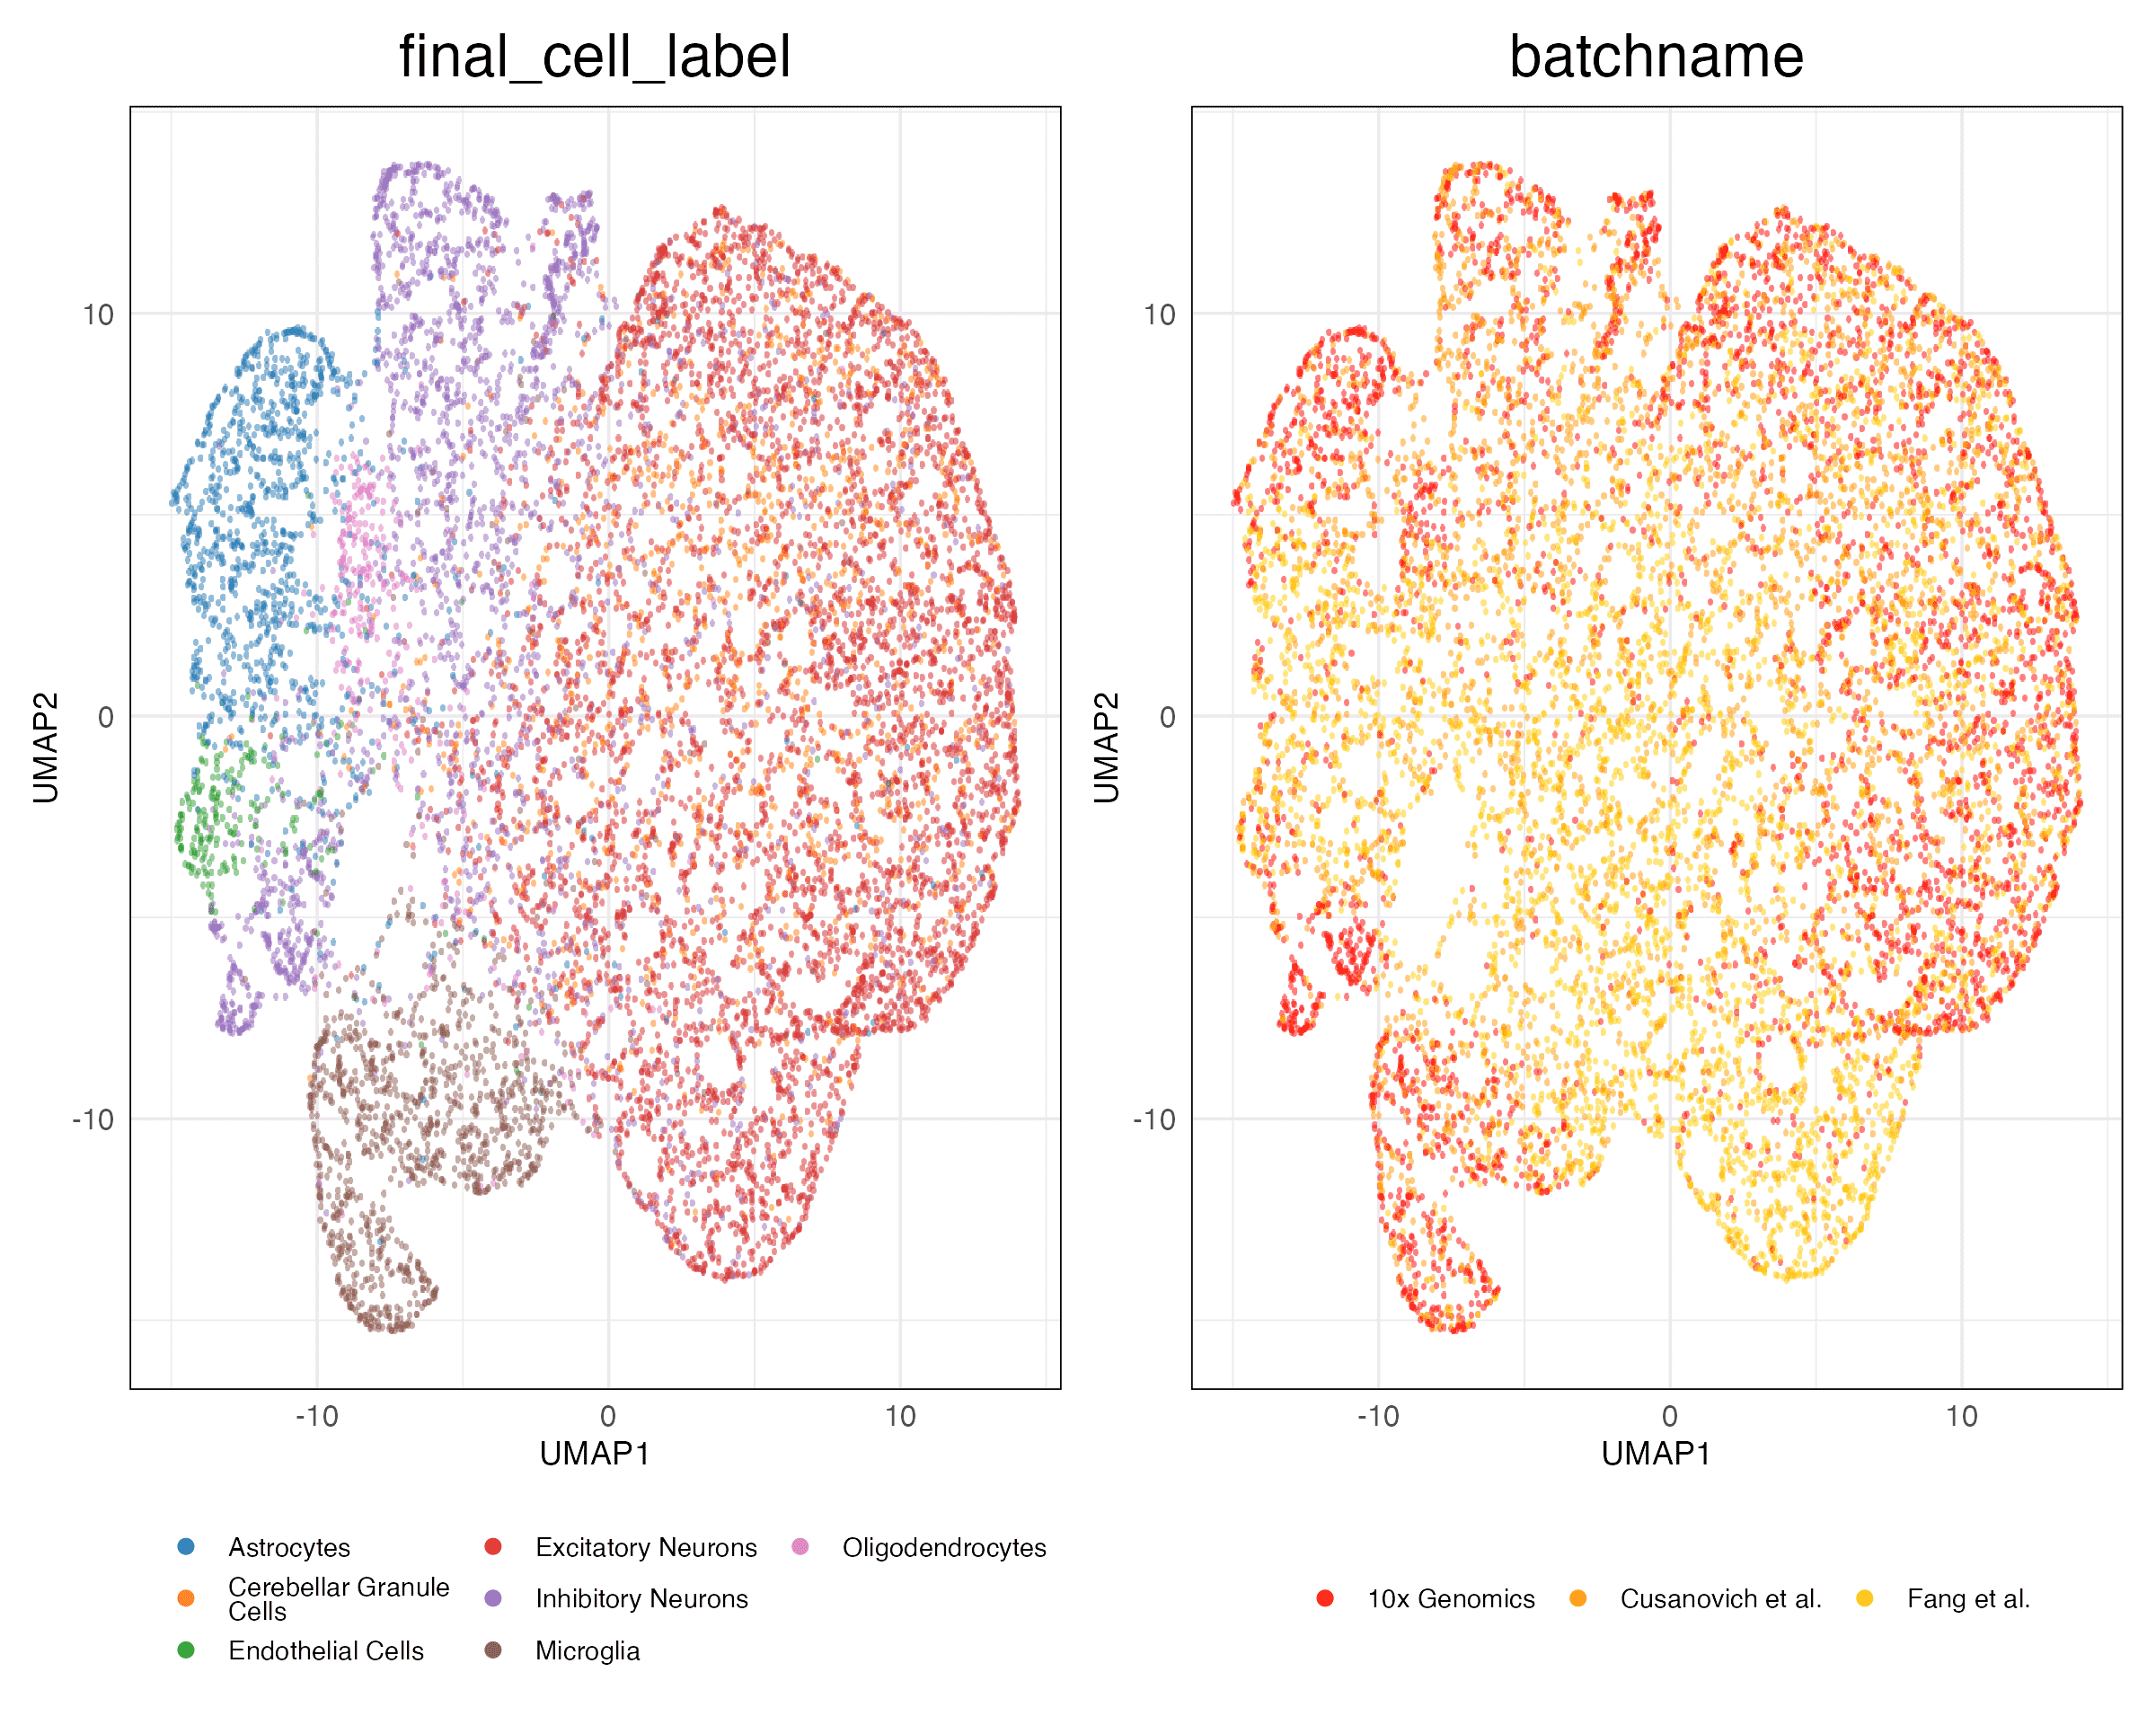 final_cell_label
10
0
-10
UMAP2
-10 0 10
UMAP1
Astrocytes
Cerebellar Granule
Cells
Endothelial Cells
Excitatory Neurons
Inhibitory Neurons
Microglia
Oligodendrocytes
batchname
10
0
-10
UMAP2
-10 0 10
UMAP1
10x Genomics
Cusanovich et al.
Fang et al.